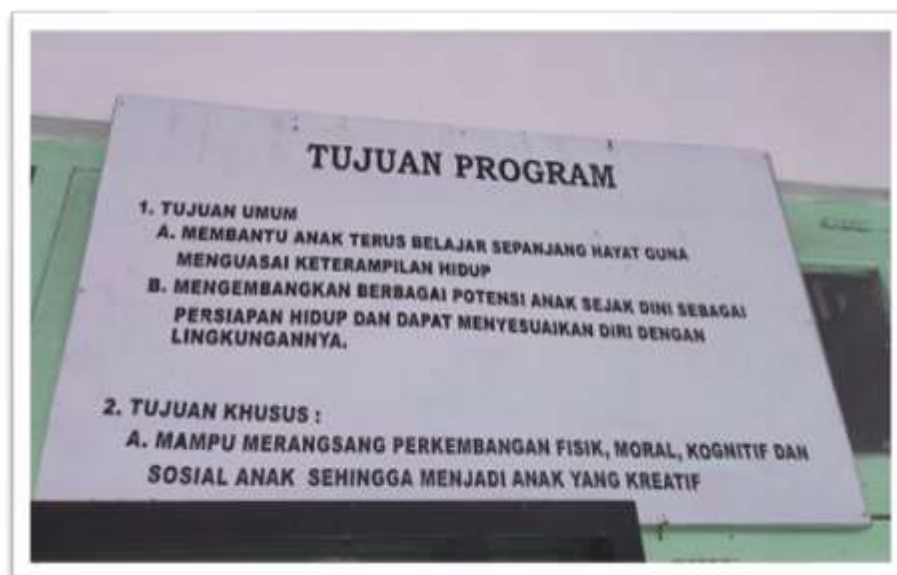 TUJUAN PROGRAM
1. TUJUAN UMUM
A. MEMBANTU ANAK TERUS BELAJAR SEPANJANG HAYAT GUNA
MENGUASAI KETERAMPILAN HIDUP
B. MENGEMBANGKAN BERBAGAI POTENSI ANAK SEJAK DINI SEBAGAI
PERSIAPAN HIDUP DAN DAPAT MENYESUAIKAN DIRI DENGAN
LINGKUNGANNYA.
2. TUJUAN KHUSUS :
A. MAMPU MERANGSANG PERKEMBANGAN FISIK, MORAL, KOGNITIF DAN
SOSIAL ANAK SEHINGGA MENJADI ANAK YANG KREATIF